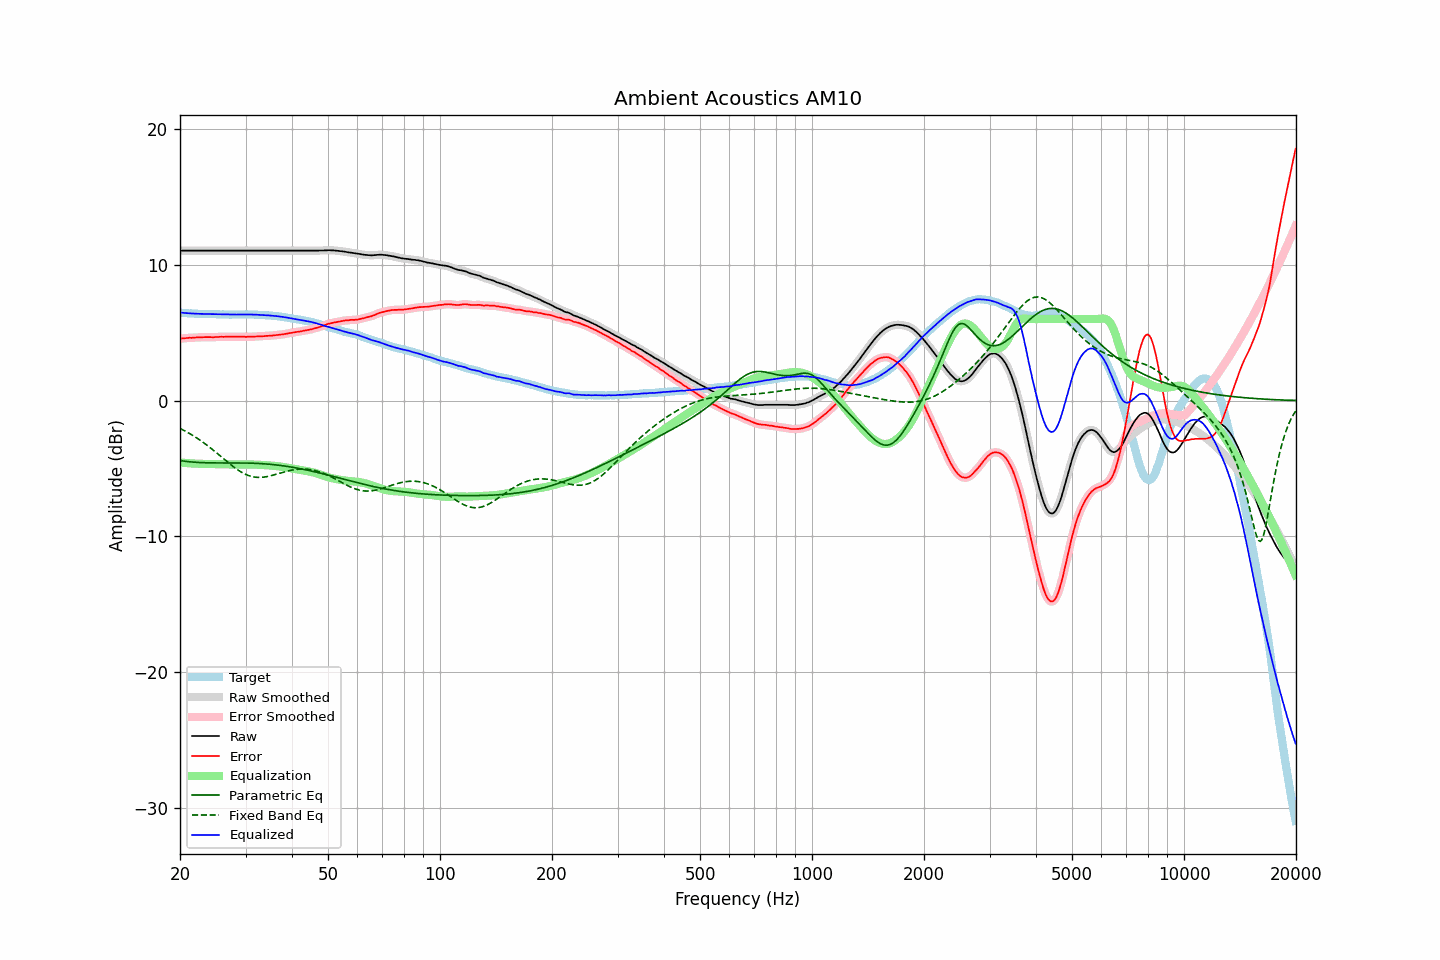 Ambient Acoustics AM10
Amplitude (dBr)
20
10
0
−10
−20
−30
Target
Raw Smoothed
Error Smoothed
Raw
Error
Equalization
Parametric Eq
Fixed Band Eq
Equalized
20 50 100 200 500 1000 2000 5000 10000 20000
Frequency (Hz)